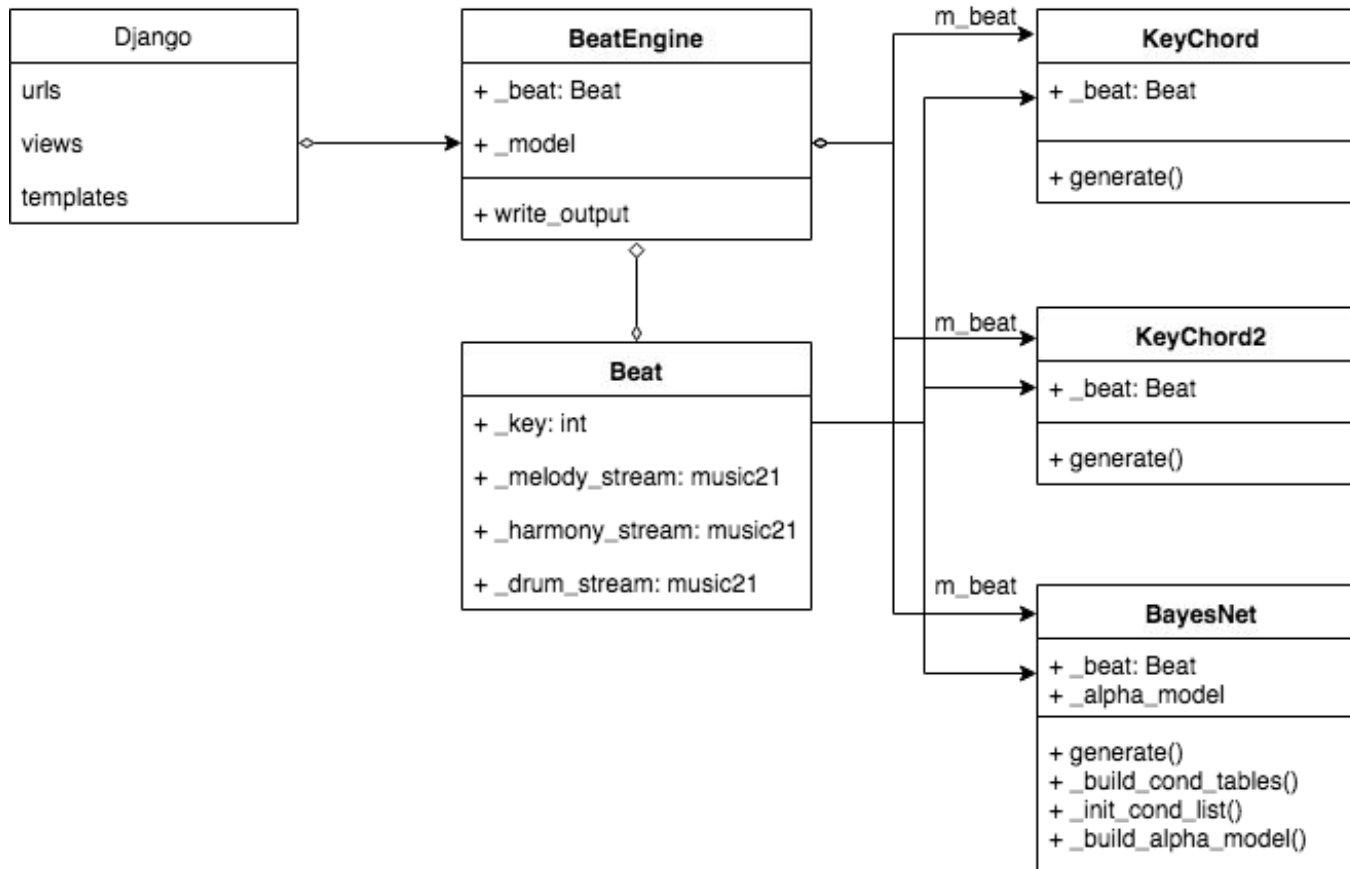 Django
urls
views
templates
BeatEngine
+ _beat: Beat
+ _model
+ write_output
Beat
+ _key: int
+ _melody_stream: music21
+ _harmony_stream: music21
+ _drum_stream: music21
m_beat
KeyChord
+ _beat: Beat
+ generate()
m_beat
KeyChord2
+ _beat: Beat
+ generate()
m_beat
BayesNet
+ _beat: Beat
+ _alpha_model
+ generate()
+ _build_cond_tables()
+ _init_cond_list()
+ _build_alpha_model()